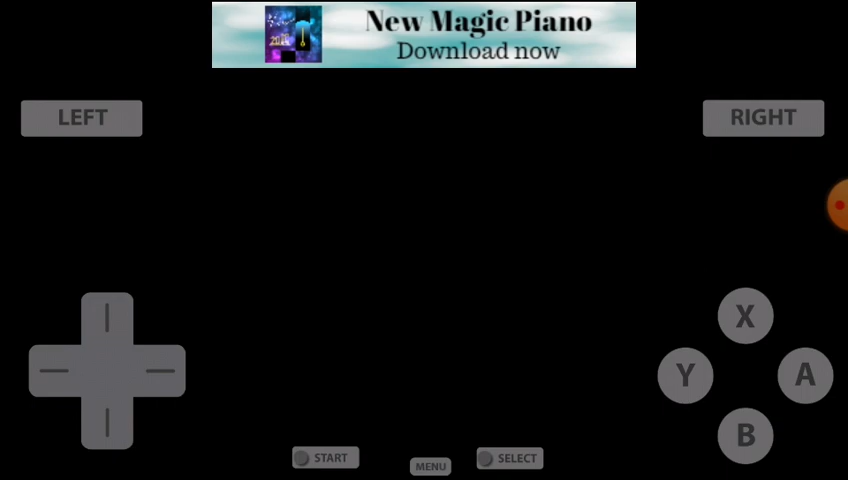 New Magic Piano
Download now
LEFT
RIGHT
X
Y
A
B
START
SELECT
MENU